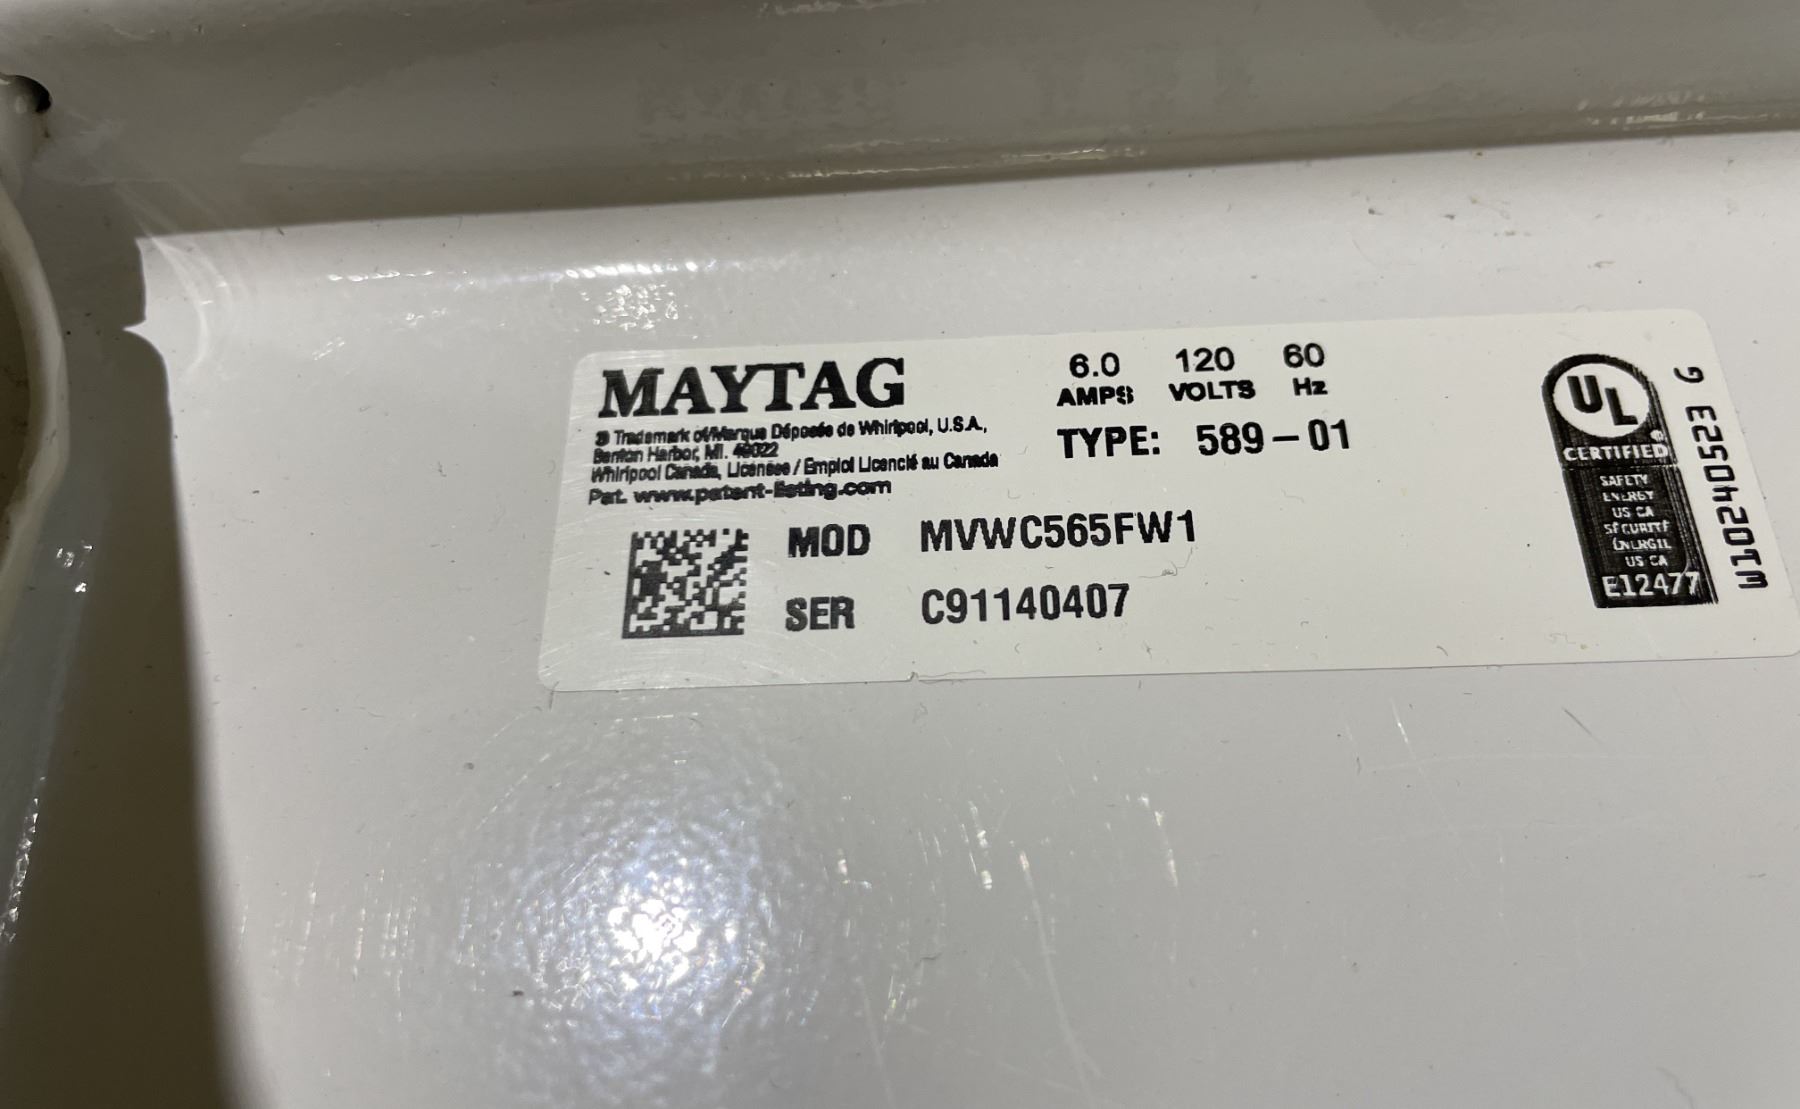 MAYTAG
® Trademark of/Marque Déposée de Whirlpool, U.S.A.,
Benton Harbor, MI. 49022
Whirlpool Canada, Licensee / Emploi Licencié au Canada
Pat. www.patent-listing.com
6.0 120 60
AMPS VOLTS Hz
TYPE: 589-01
MOD MVWC565FW1
SER C91140407
UL
®
CERTIFIED
SAFETY
ENERGY
US CA
SÉCURITÉ
ÉNERGIE
US CA
E12477
W10240523 G